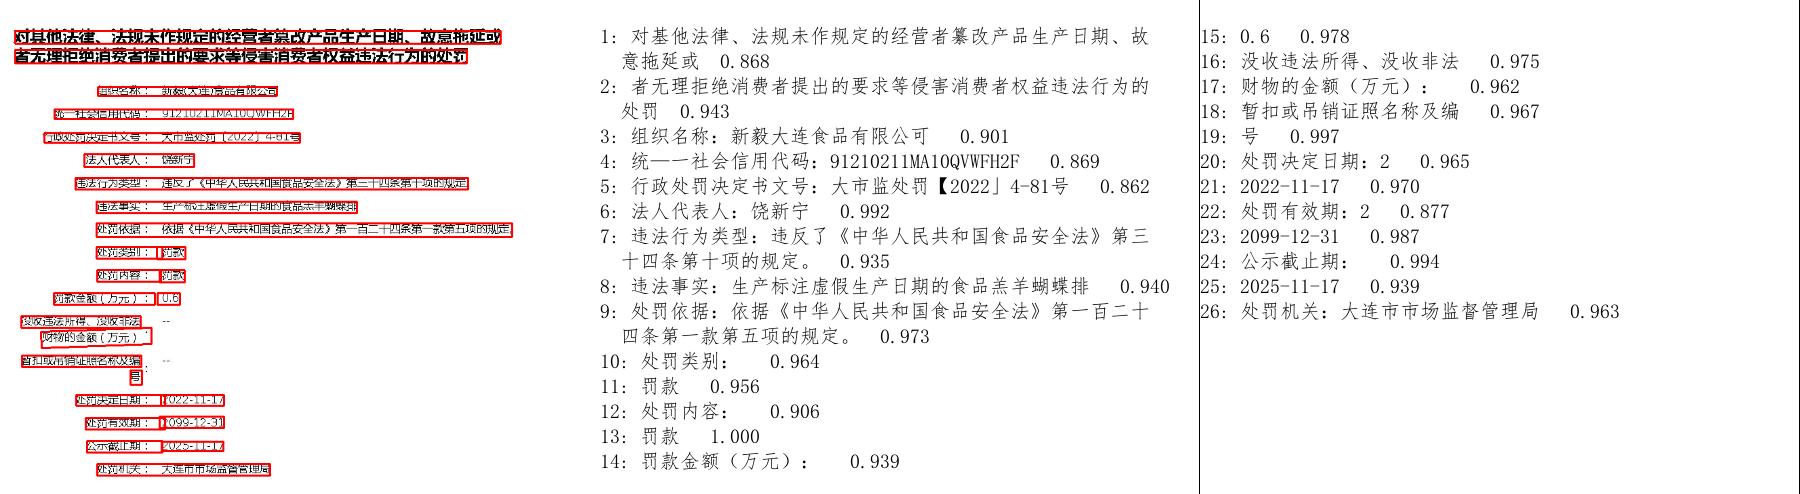 对其他法律、法规未作规定的经营者篡改产品生产日期、故意拖延或
者无理拒绝消费者提出的要求等侵害消费者权益违法行为的处罚
组织名称： 新毅(大连)食品有限公司
统一社会信用代码： 91210211MA10QVWFH2F
行政处罚决定书文号： 大市监处罚〔2022〕4-81号
法人代表人： 饶新宁
违法行为类型： 违反了《中华人民共和国食品安全法》第三十四条第十项的规定。
违法事实： 生产标注虚假生产日期的食品羔羊蝴蝶排
处罚依据： 依据《中华人民共和国食品安全法》第一百二十四条第一款第五项的规定。
处罚类别： 罚款
处罚内容： 罚款
罚款金额（万元）： 0.6
没收违法所得、没收非法 --
财物的金额（万元）：
暂扣或吊销证照名称及编 --
号：
处罚决定日期： 2022-11-17
处罚有效期： 2099-12-31
公示截止期： 2025-11-17
处罚机关： 大连市市场监督管理局
1: 对基他法律、法规未作规定的经营者纂改产品生产日期、故
意拖延或 0.868
2: 者无理拒绝消费者提出的要求等侵害消费者权益违法行为的
处罚 0.943
3: 组织名称：新毅大连食品有限公可 0.901
4: 统—一社会信用代码：91210211MA10QVWFH2F 0.869
5: 行政处罚决定书文号：大市监处罚【2022」4-81号 0.862
6: 法人代表人：饶新宁 0.992
7: 违法行为类型：违反了《中华人民共和国食品安全法》第三
十四条第十项的规定。 0.935
8: 违法事实：生产标注虚假生产日期的食品羔羊蝴蝶排 0.940
9: 处罚依据：依据《中华人民共和国食品安全法》第一百二十
四条第一款第五项的规定。 0.973
10: 处罚类别： 0.964
11: 罚款 0.956
12: 处罚内容： 0.906
13: 罚款 1.000
14: 罚款金额（万元）： 0.939
15: 0.6 0.978
16: 没收违法所得、没收非法 0.975
17: 财物的金额（万元）： 0.962
18: 暂扣或吊销证照名称及编 0.967
19: 号 0.997
20: 处罚决定日期：2 0.965
21: 2022-11-17 0.970
22: 处罚有效期：2 0.877
23: 2099-12-31 0.987
24: 公示截止期： 0.994
25: 2025-11-17 0.939
26: 处罚机关：大连市市场监督管理局 0.963